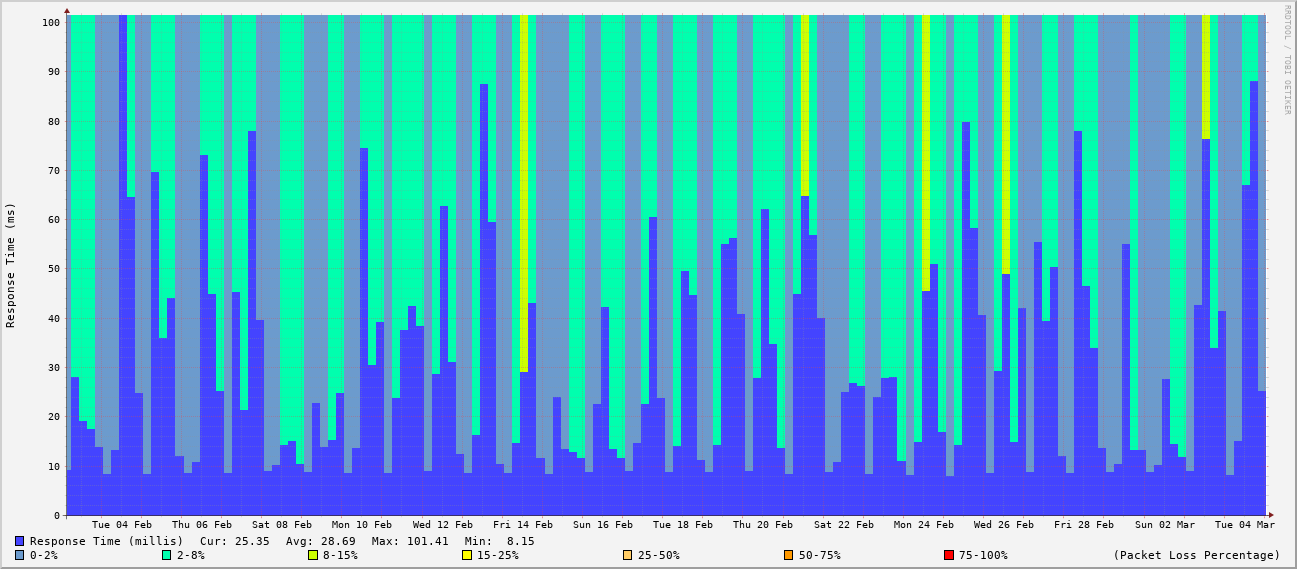 RRDTOOL / TOBI OETIKER
Response Time (ms)
100
90
80
70
60
50
40
30
20
10
0
Tue 04 Feb Thu 06 Feb Sat 08 Feb Mon 10 Feb Wed 12 Feb Fri 14 Feb Sun 16 Feb Tue 18 Feb Thu 20 Feb Sat 22 Feb Mon 24 Feb Wed 26 Feb Fri 28 Feb Sun 02 Mar Tue 04 Mar
Response Time (millis) Cur: 25.35 Avg: 28.69 Max: 101.41 Min: 8.15
0-2% 2-8% 8-15% 15-25% 25-50% 50-75% 75-100% (Packet Loss Percentage)